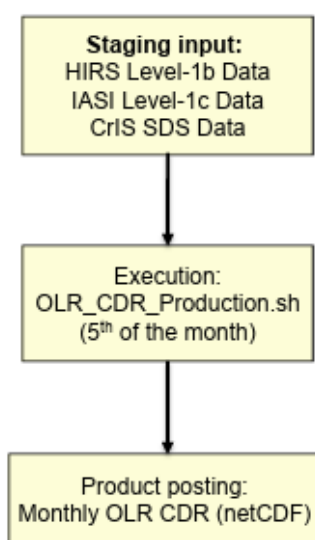 Staging input:
HIRS Level-1b Data
IASI Level-1c Data
CrIS SDS Data
Execution:
OLR_CDR_Production.sh
(5th of the month)
Product posting:
Monthly OLR CDR (netCDF)